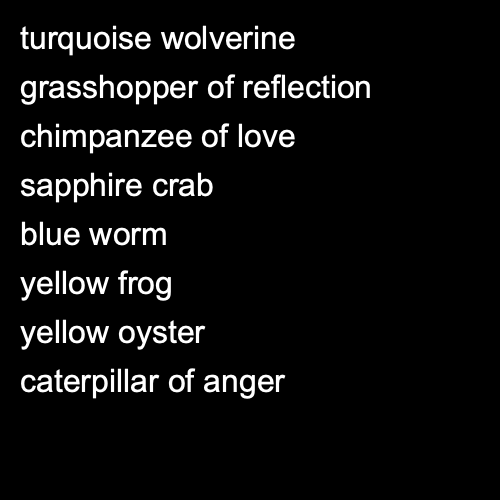 turquoise wolverine
grasshopper of reflection
chimpanzee of love
sapphire crab
blue worm
yellow frog
yellow oyster
caterpillar of anger